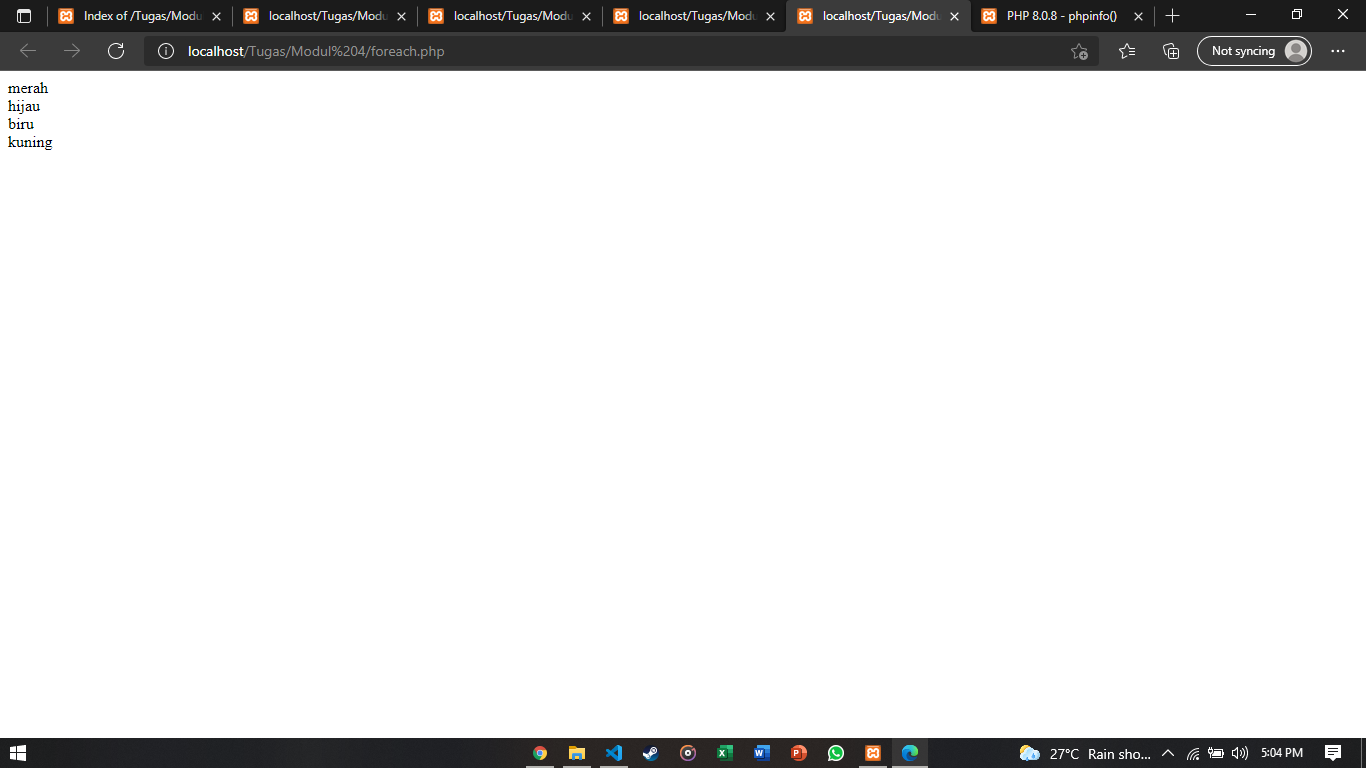 Index of /Tugas/Modu
localhost/Tugas/Modu
localhost/Tugas/Modu
localhost/Tugas/Modu
localhost/Tugas/Modu
PHP 8.0.8 - phpinfo()
localhost/Tugas/Modul%204/foreach.php
Not syncing
merah
hijau
biru
kuning
27°C Rain sho...
5:04 PM